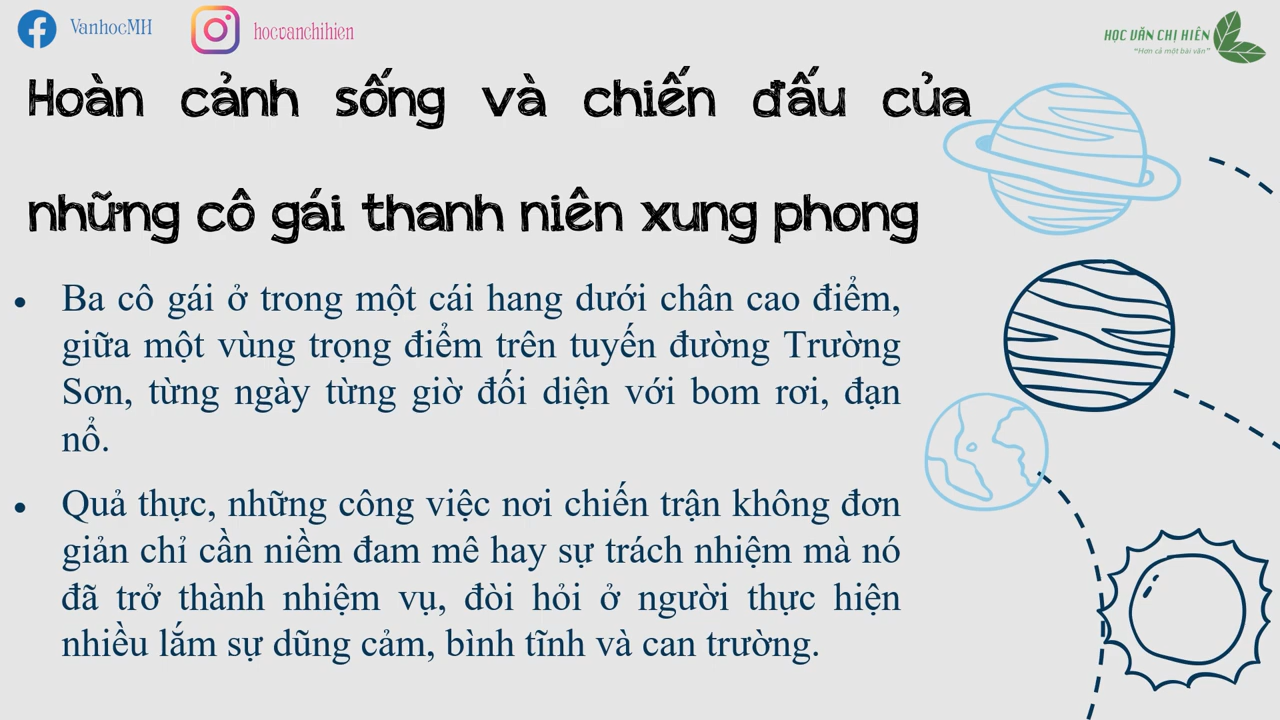 VanhocMH
hocvanchihien
HỌC VĂN CHỊ HIÊN
"Hơn cả một bài văn"
Hoàn cảnh sống và chiến đấu của
những cô gái thanh niên xung phong
• Ba cô gái ở trong một cái hang dưới chân cao điểm,
giữa một vùng trọng điểm trên tuyến đường Trường
Sơn, từng ngày từng giờ đối diện với bom rơi, đạn
nổ.
• Quả thực, những công việc nơi chiến trận không đơn
giản chỉ cần niềm đam mê hay sự trách nhiệm mà nó
đã trở thành nhiệm vụ, đòi hỏi ở người thực hiện
nhiều lắm sự dũng cảm, bình tĩnh và can trường.